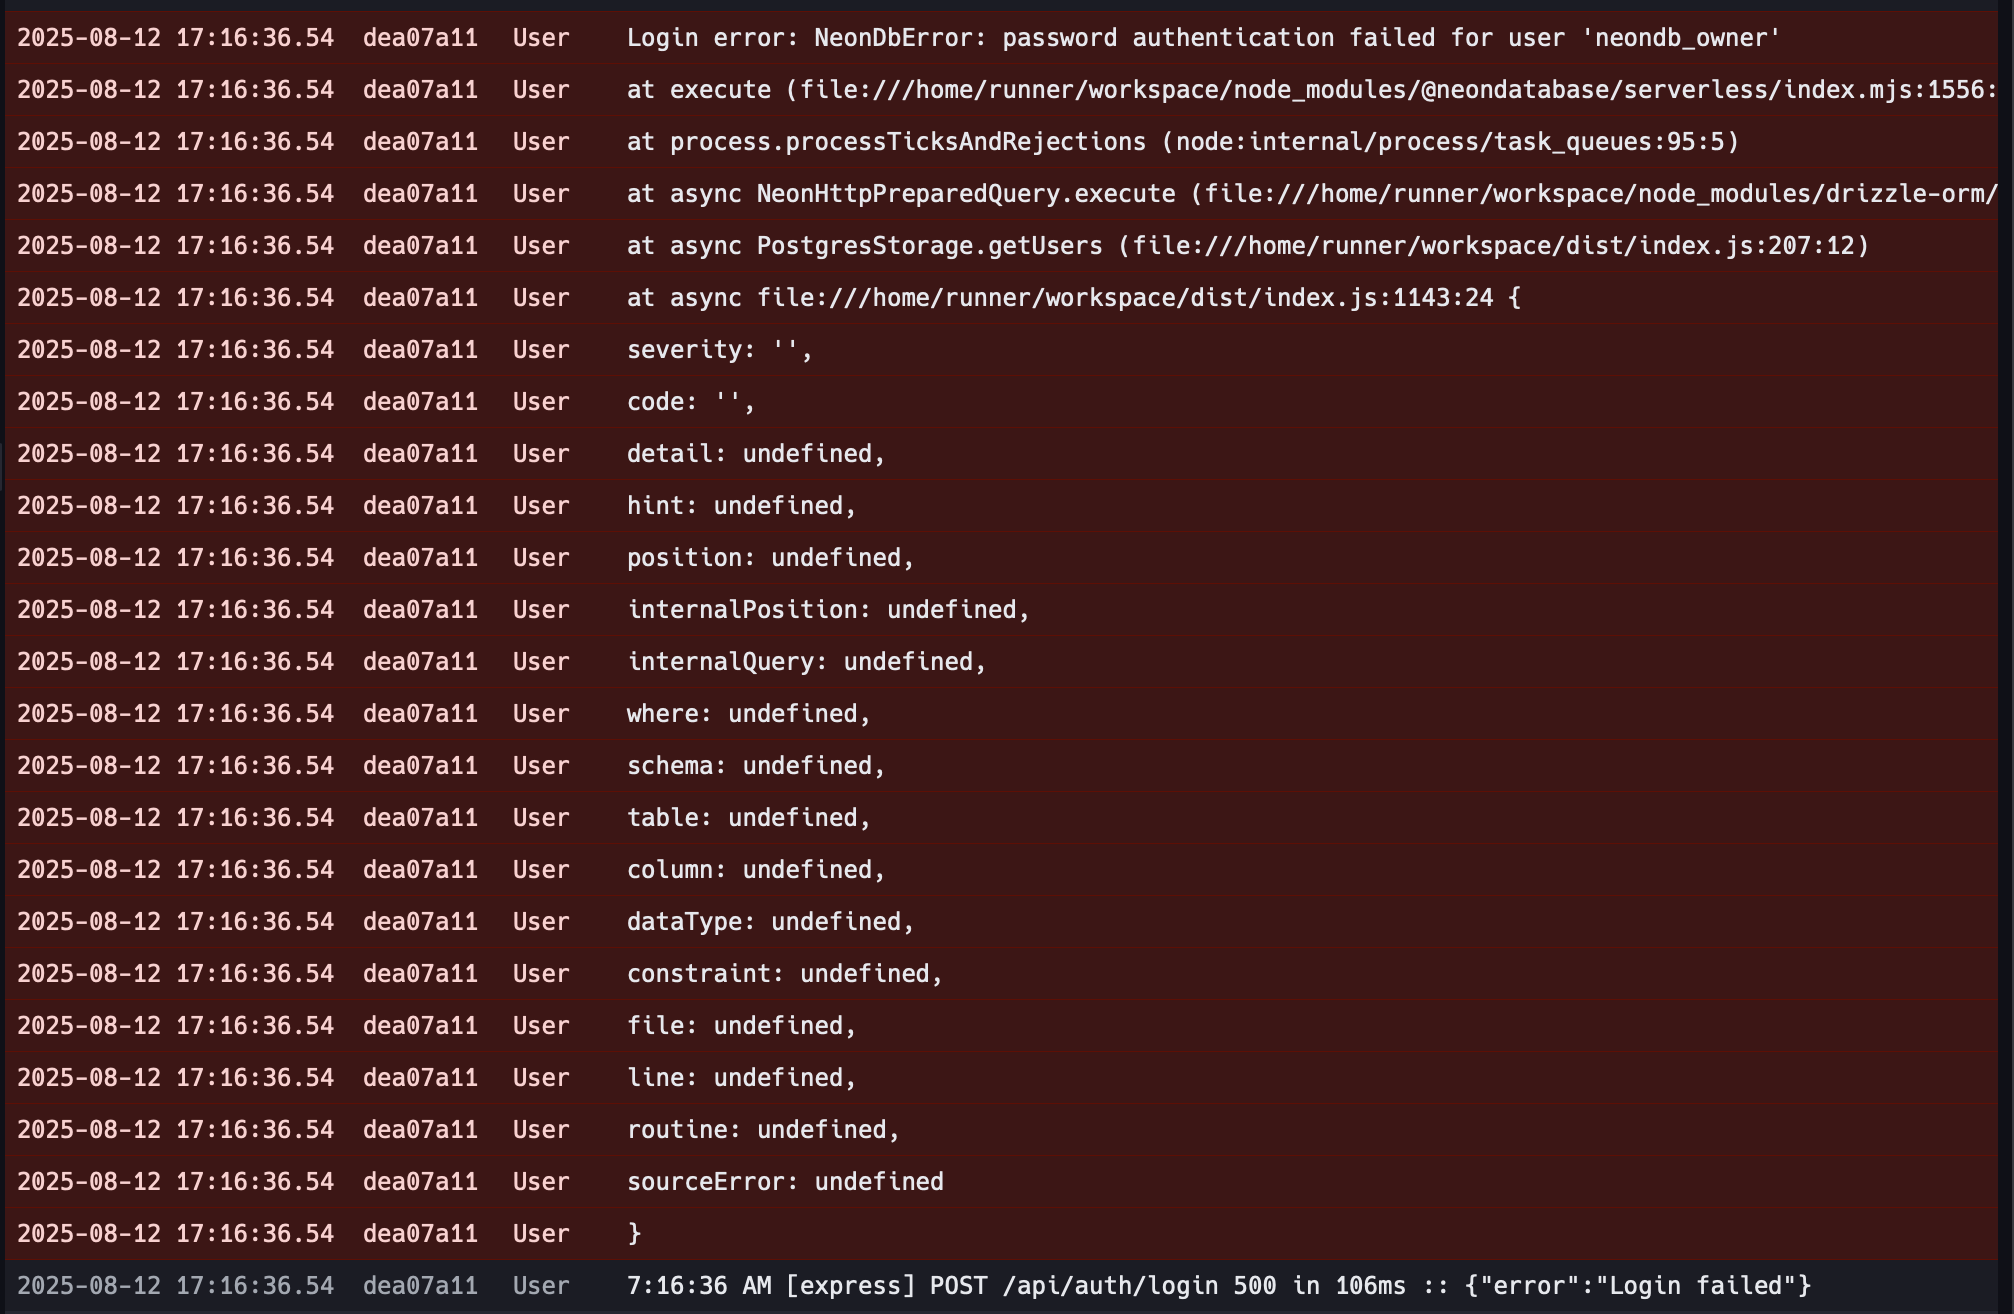 2025-08-12 17:16:36.54 dea07a11 User Login error: NeonDbError: password authentication failed for user 'neondb_owner'
2025-08-12 17:16:36.54 dea07a11 User at execute (file:///home/runner/workspace/node_modules/@neondatabase/serverless/index.mjs:1556:
2025-08-12 17:16:36.54 dea07a11 User at process.processTicksAndRejections (node:internal/process/task_queues:95:5)
2025-08-12 17:16:36.54 dea07a11 User at async NeonHttpPreparedQuery.execute (file:///home/runner/workspace/node_modules/drizzle-orm/
2025-08-12 17:16:36.54 dea07a11 User at async PostgresStorage.getUsers (file:///home/runner/workspace/dist/index.js:207:12)
2025-08-12 17:16:36.54 dea07a11 User at async file:///home/runner/workspace/dist/index.js:1143:24 {
2025-08-12 17:16:36.54 dea07a11 User severity: '',
2025-08-12 17:16:36.54 dea07a11 User code: '',
2025-08-12 17:16:36.54 dea07a11 User detail: undefined,
2025-08-12 17:16:36.54 dea07a11 User hint: undefined,
2025-08-12 17:16:36.54 dea07a11 User position: undefined,
2025-08-12 17:16:36.54 dea07a11 User internalPosition: undefined,
2025-08-12 17:16:36.54 dea07a11 User internalQuery: undefined,
2025-08-12 17:16:36.54 dea07a11 User where: undefined,
2025-08-12 17:16:36.54 dea07a11 User schema: undefined,
2025-08-12 17:16:36.54 dea07a11 User table: undefined,
2025-08-12 17:16:36.54 dea07a11 User column: undefined,
2025-08-12 17:16:36.54 dea07a11 User dataType: undefined,
2025-08-12 17:16:36.54 dea07a11 User constraint: undefined,
2025-08-12 17:16:36.54 dea07a11 User file: undefined,
2025-08-12 17:16:36.54 dea07a11 User line: undefined,
2025-08-12 17:16:36.54 dea07a11 User routine: undefined,
2025-08-12 17:16:36.54 dea07a11 User sourceError: undefined
2025-08-12 17:16:36.54 dea07a11 User }
2025-08-12 17:16:36.54 dea07a11 User 7:16:36 AM [express] POST /api/auth/login 500 in 106ms :: {"error":"Login failed"}